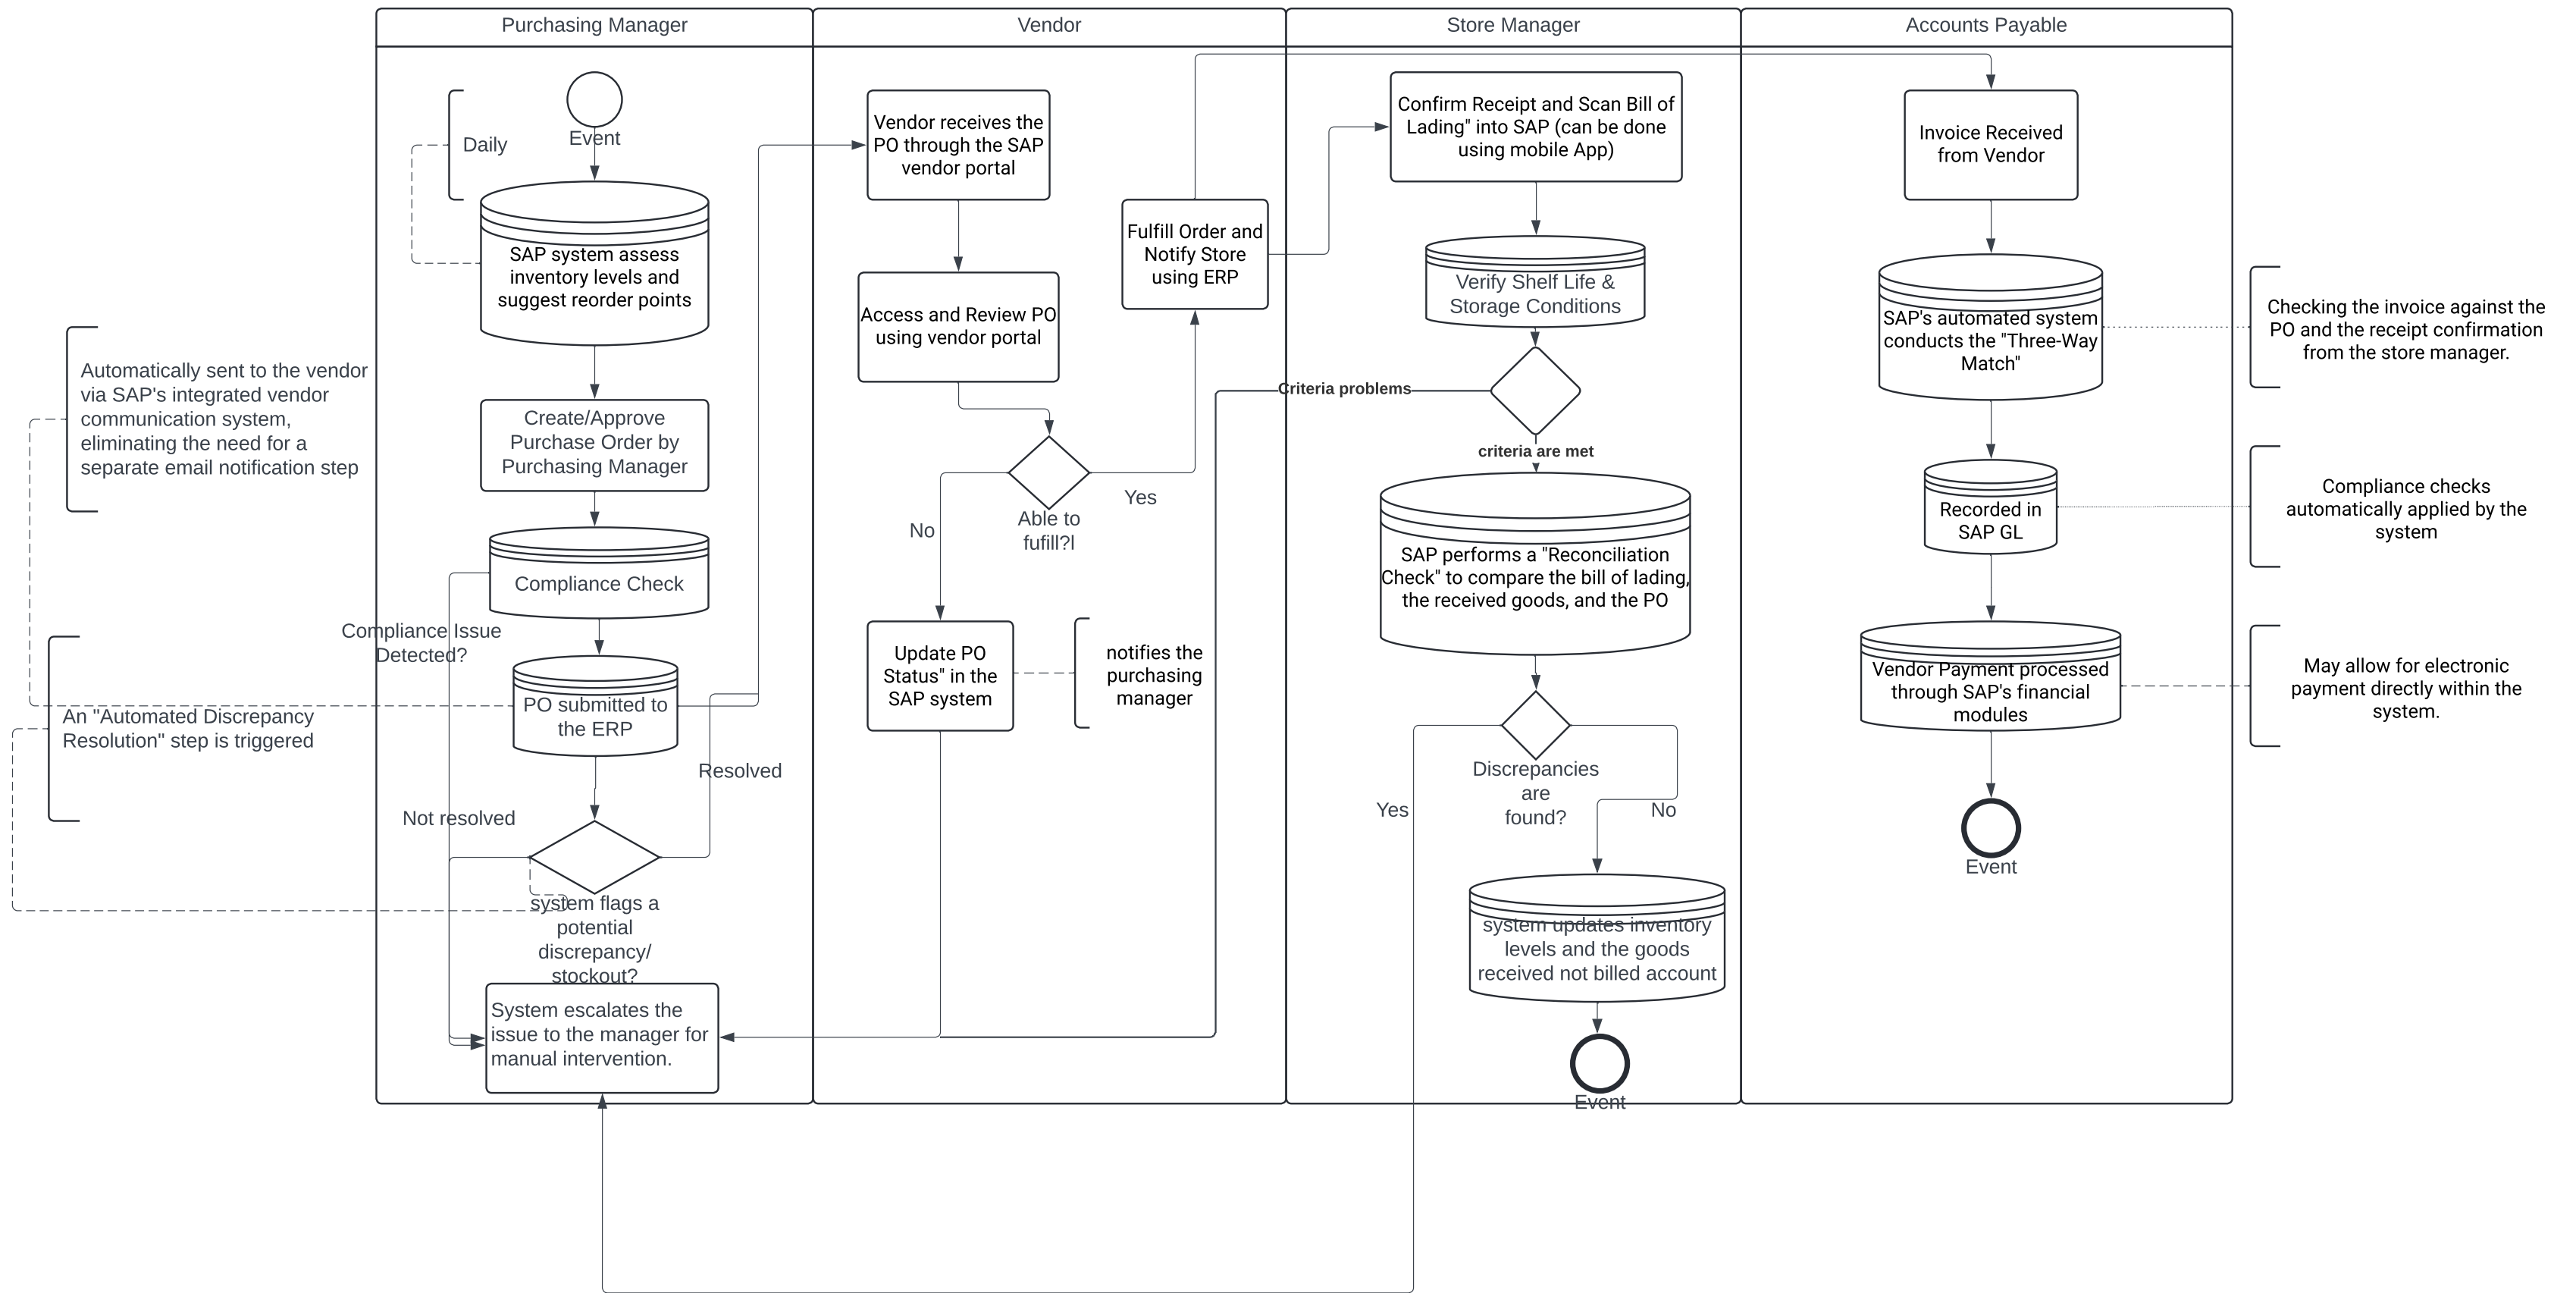 Purchasing Manager
Vendor
Store Manager
Accounts Payable
Event
Daily
SAP system assess
inventory levels and
suggest reorder points
Automatically sent to the vendor
via SAP's integrated vendor
communication system,
eliminating the need for a
separate email notification step
Create/Approve
Purchase Order by
Purchasing Manager
Compliance Check
Compliance Issue
Detected?
PO submitted to
the ERP
An "Automated Discrepancy
Resolution" step is triggered
Resolved
Not resolved
system flags a
potential
discrepancy/
stockout?
System escalates the
issue to the manager for
manual intervention.
Vendor receives the
PO through the SAP
vendor portal
Access and Review PO
using vendor portal
Able to
fufill?l
Yes
No
Fulfill Order and
Notify Store
using ERP
Update PO
Status" in the
SAP system
notifies the
purchasing
manager
Confirm Receipt and Scan Bill of
Lading" into SAP (can be done
using mobile App)
Verify Shelf Life &
Storage Conditions
Criteria problems
criteria are met
SAP performs a "Reconciliation
Check" to compare the bill of lading,
the received goods, and the PO
Discrepancies
are
found?
Yes
No
system updates inventory
levels and the goods
received not billed account
Event
Invoice Received
from Vendor
SAP's automated system
conducts the "Three-Way
Match"
Checking the invoice against the
PO and the receipt confirmation
from the store manager.
Recorded in
SAP GL
Compliance checks
automatically applied by the
system
Vendor Payment processed
through SAP's financial
modules
May allow for electronic
payment directly within the
system.
Event